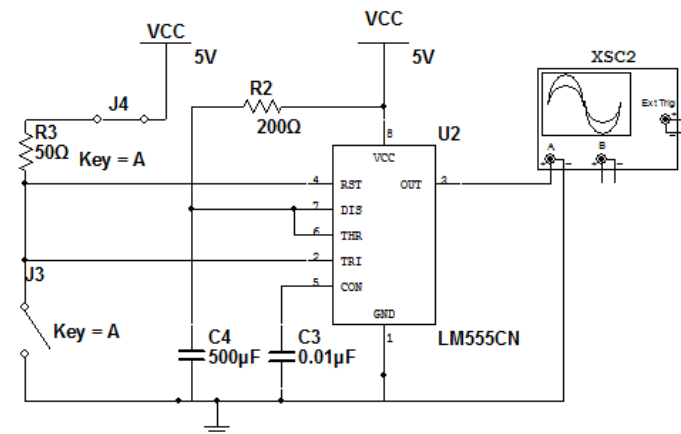 VCC
5V
VCC
5V
XSC2
Ext Trig
+
A
B
+ - + -
J4
R3
50Ω
Key = A
R2
200Ω
U2
8
VCC
4 RST
OUT 3
7 DIS
6 THR
2 TRI
5 CON
GND
1
LM555CN
J3
Key = A
C4
500µF
C3
0.01µF